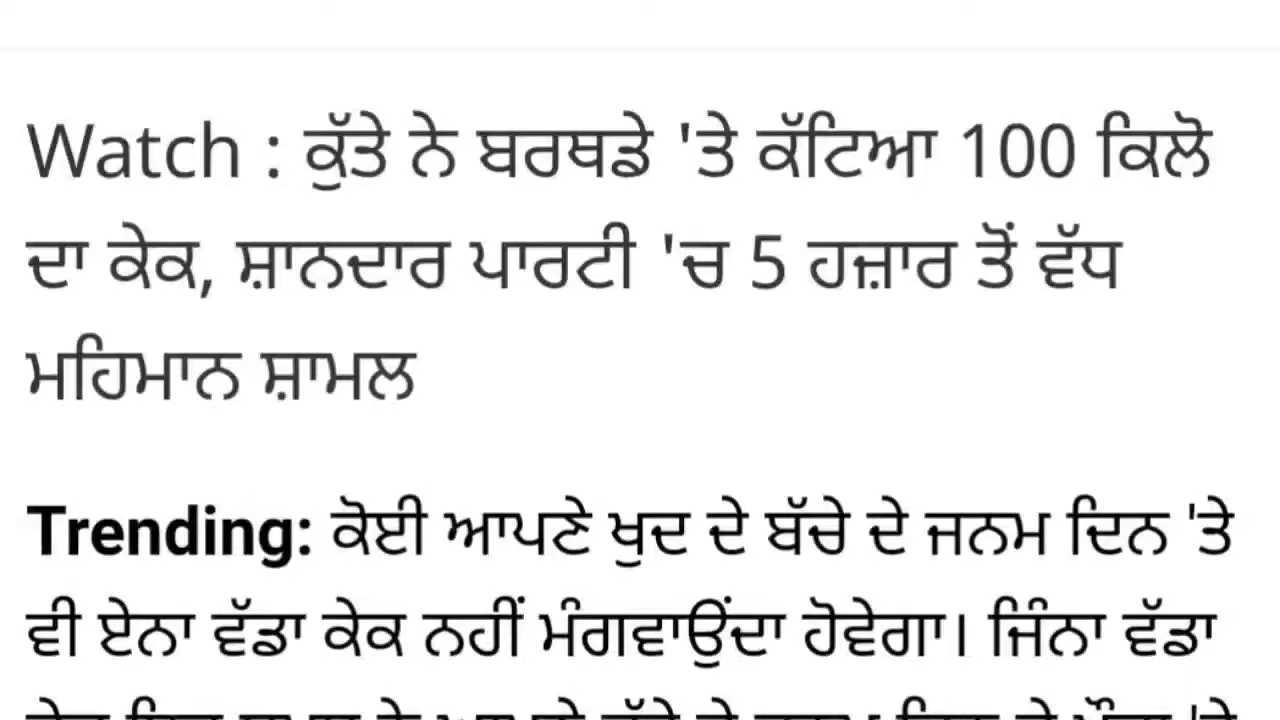 Watch : ਕੁੱਤੇ ਨੇ ਬਰਥਡੇ 'ਤੇ ਕੱਟਿਆ 100 ਕਿਲੋ
ਦਾ ਕੇਕ, ਸ਼ਾਨਦਾਰ ਪਾਰਟੀ 'ਚ 5 ਹਜ਼ਾਰ ਤੋਂ ਵੱਧ
ਮਹਿਮਾਨ ਸ਼ਾਮਲ
Trending: ਕੋਈ ਆਪਣੇ ਖੁਦ ਦੇ ਬੱਚੇ ਦੇ ਜਨਮ ਦਿਨ 'ਤੇ
ਵੀ ਏਨਾ ਵੱਡਾ ਕੇਕ ਨਹੀਂ ਮੰਗਵਾਉਂਦਾ ਹੋਵੇਗਾ। ਜਿੰਨਾ ਵੱਡਾ